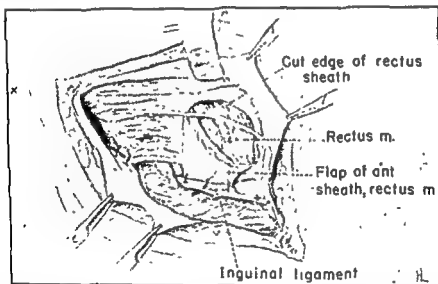 Cut edge of rectus
sheath
Rectus m.
Flap of ant
sheath, rectus m
Inguinal ligament